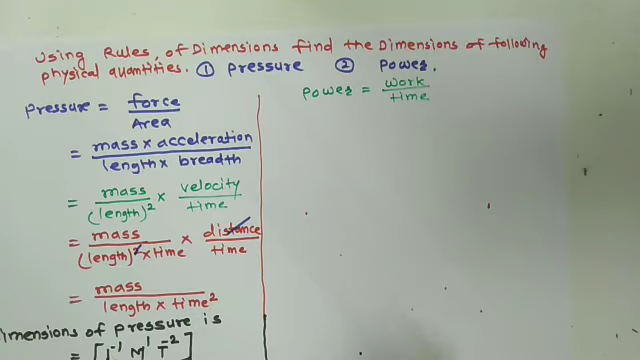 Using Rules, of Dimensions find the Dimensions of following
physical quantities. ① pressure ② power.
pressure = force / Area
= mass × acceleration / length × breadth
= mass / (length)² × velocity / time
= mass / (length)² × time × distance / time
= mass / length × time²
Dimensions of pressure is
= [L⁻¹ M¹ T⁻²]
power = work / time